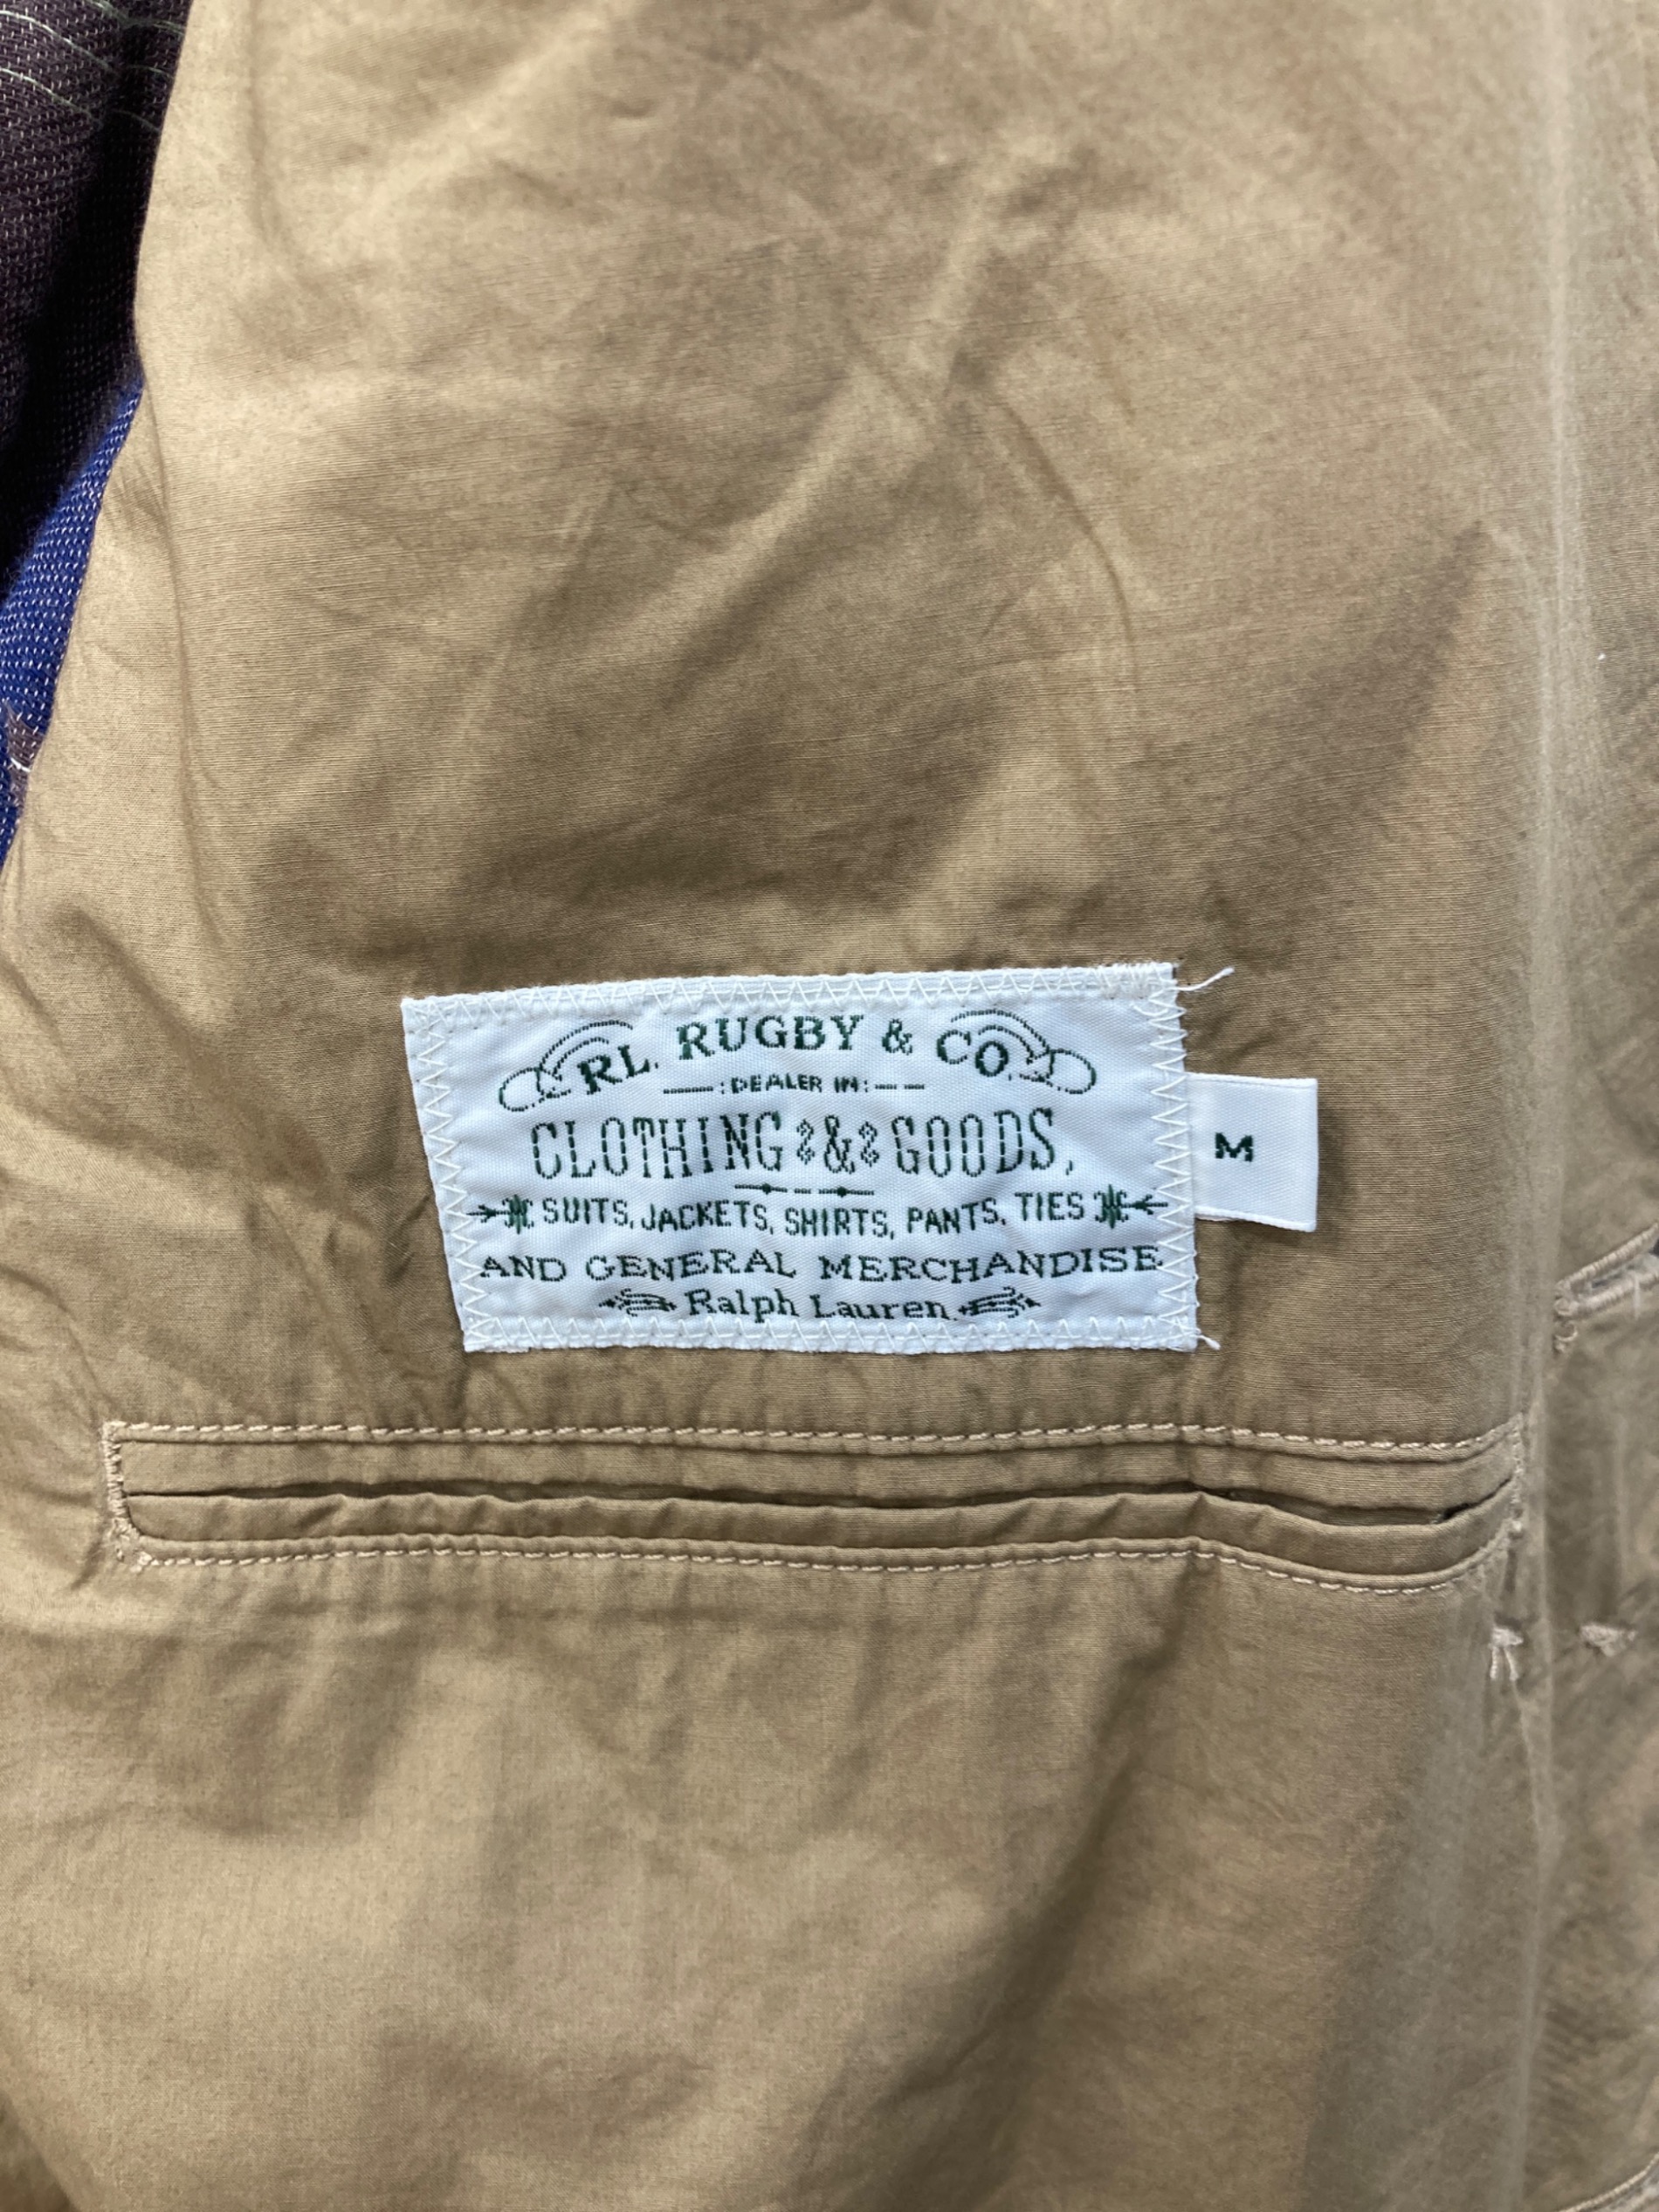 RL. RUGBY & CO.
: DEALER IN :
CLOTHING & GOODS,
SUITS, JACKETS, SHIRTS, PANTS, TIES
AND GENERAL MERCHANDISE
Ralph Lauren.
M